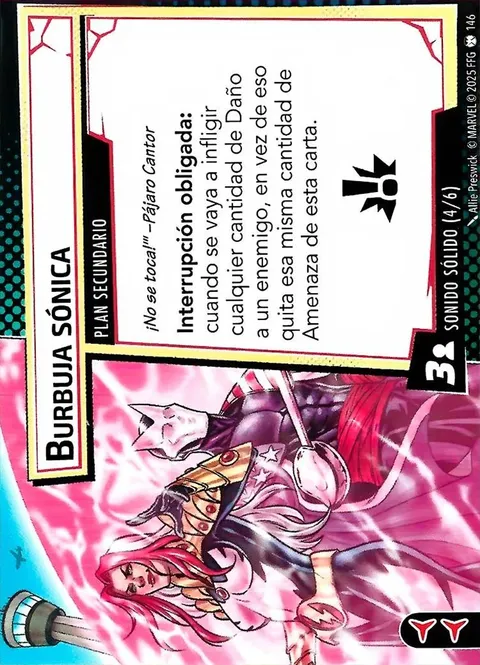 BURBUJA SÓNICA
PLAN SECUNDARIO
¡No se toca!"' –Pájaro Cantor
Interrupción obligada:
cuando se vaya a infligir
cualquier cantidad de Daño
a un enemigo, en vez de eso
quita esa misma cantidad de
Amenaza de esta carta.
3
SONIDO SÓLIDO (4/6)
Allie Preswick © MARVEL © 2025 FFG 146